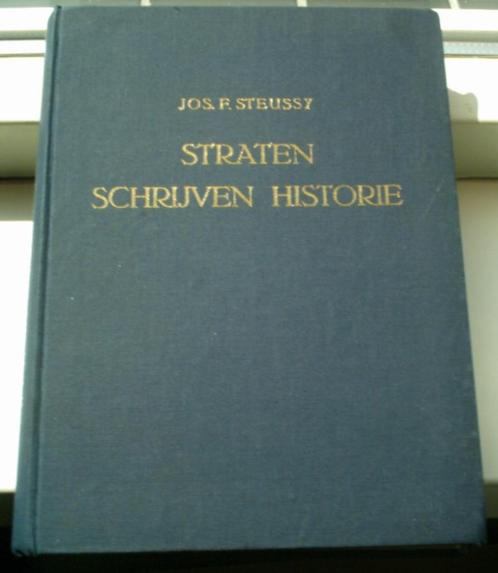 JOS. F. STEUSSY
STRATEN
SCHRIJVEN HISTORIE